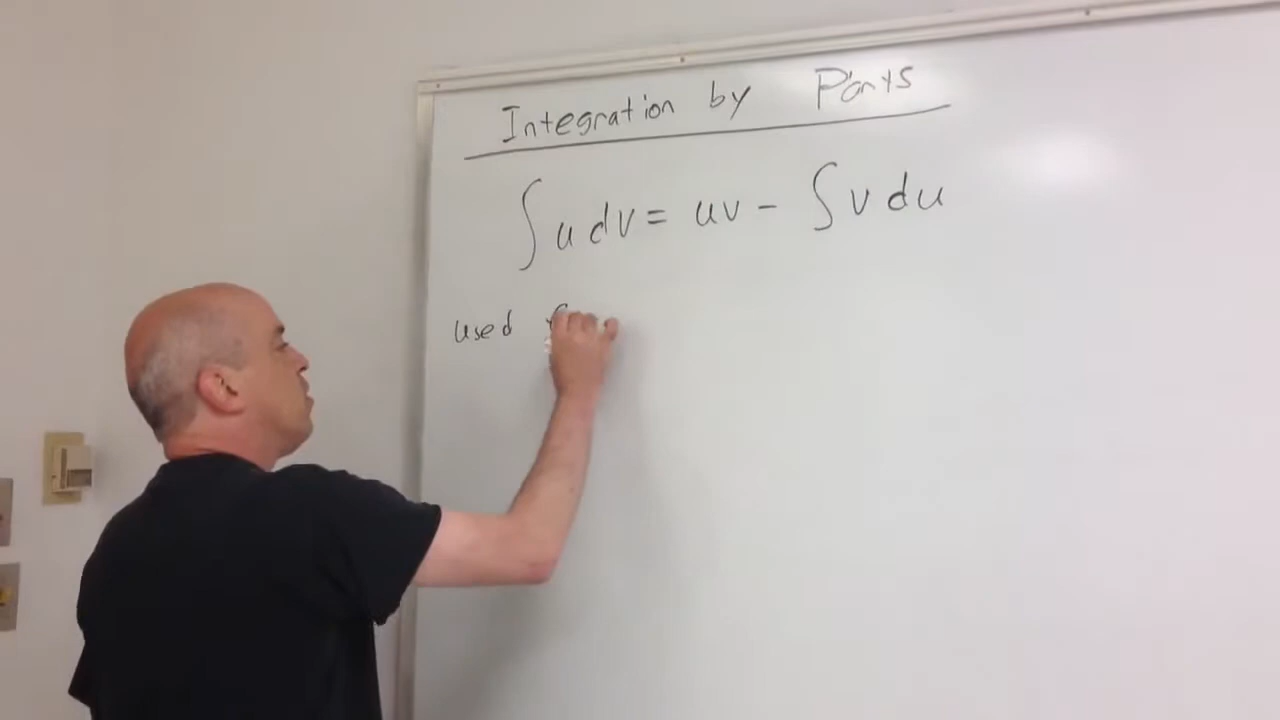 Integration by Parts
∫ u dv = uv - ∫ v du
used